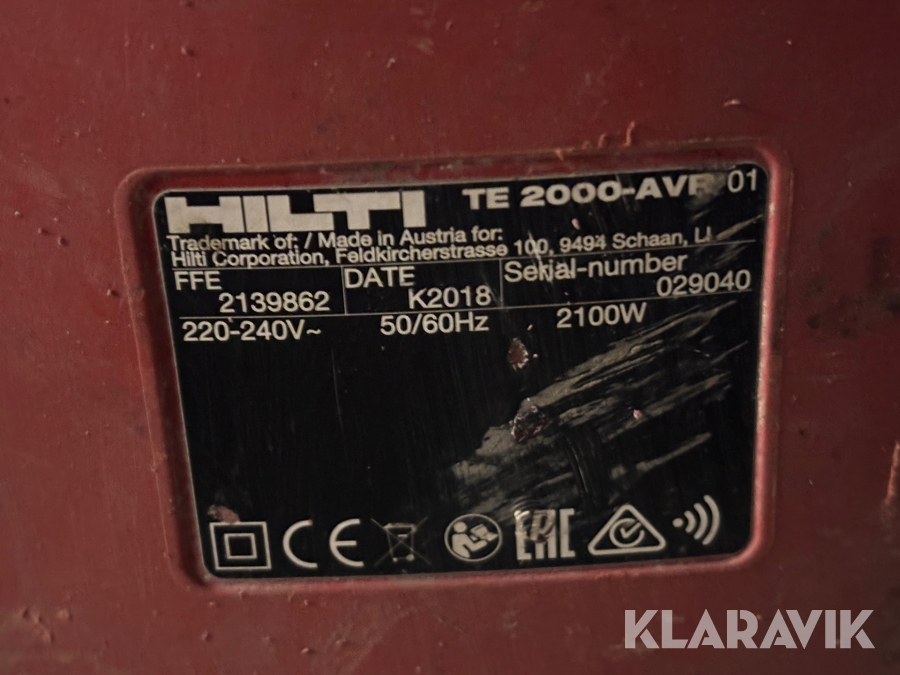 HILTI TE 2000-AVR 01
Trademark of: / Made in Austria for:
Hilti Corporation, Feldkircherstrasse 100, 9494 Schaan, LI
FFE DATE Serial-number
2139862 K2018 029040
220-240V~ 50/60Hz 2100W
CE EAC
KLARAVIK